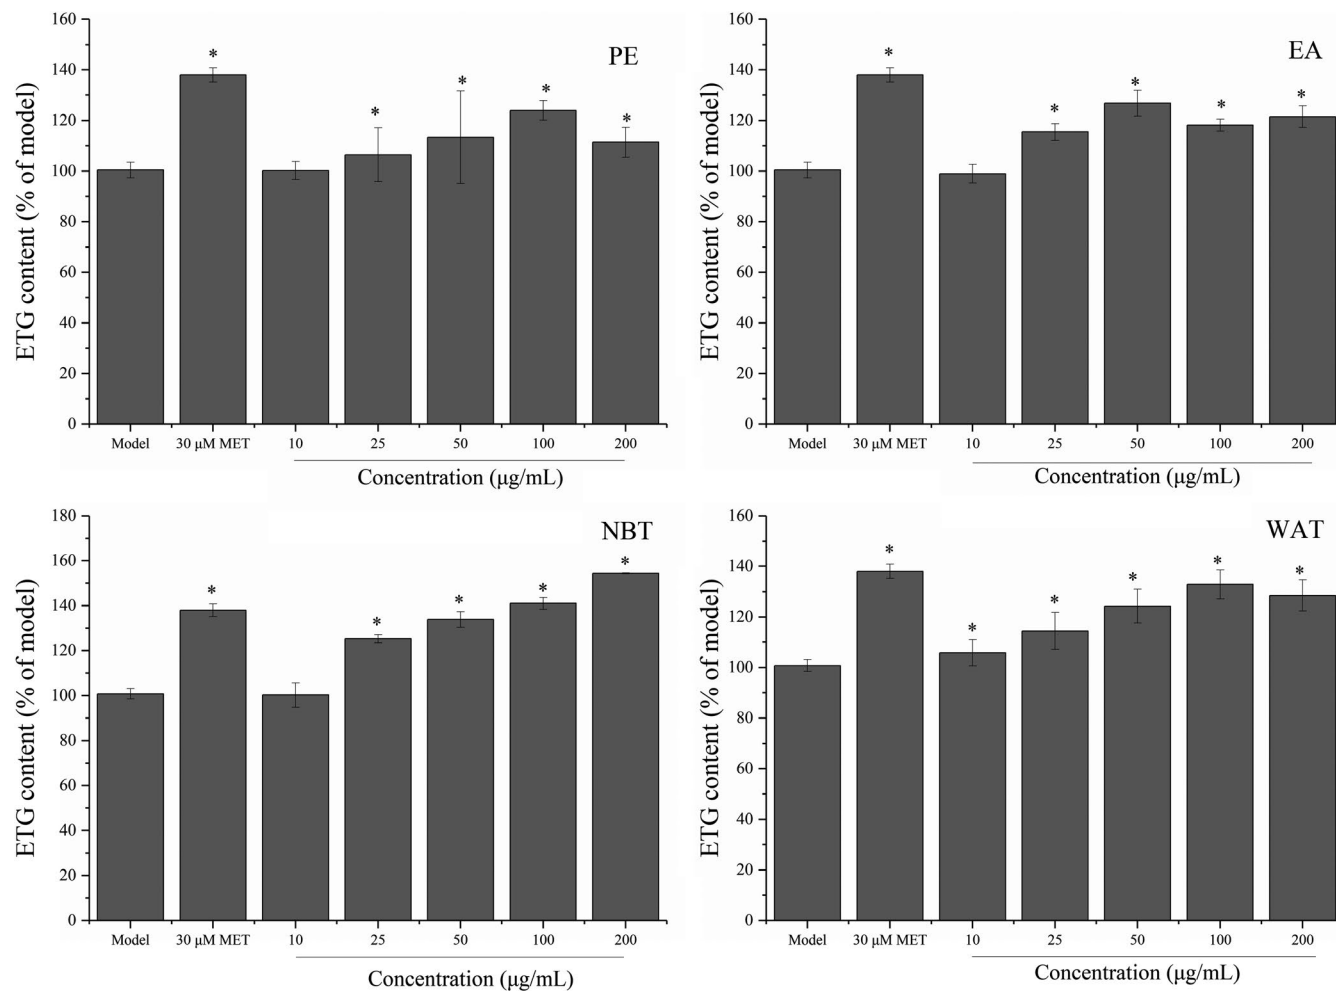 PE
ETG content (% of model)
160
140
120
100
80
60
40
20
0
* * * * *
Model 30 μM MET 10 25 50 100 200
Concentration (μg/mL)
EA
ETG content (% of model)
160
140
120
100
80
60
40
20
0
* * * * *
Model 30 μM MET 10 25 50 100 200
Concentration (μg/mL)
NBT
ETG content (% of model)
180
160
140
120
100
80
60
40
20
0
* * * * *
Model 30 μM MET 10 25 50 100 200
Concentration (μg/mL)
WAT
ETG content (% of model)
160
140
120
100
80
60
40
20
0
* * * * * *
Model 30 μM MET 10 25 50 100 200
Concentration (μg/mL)